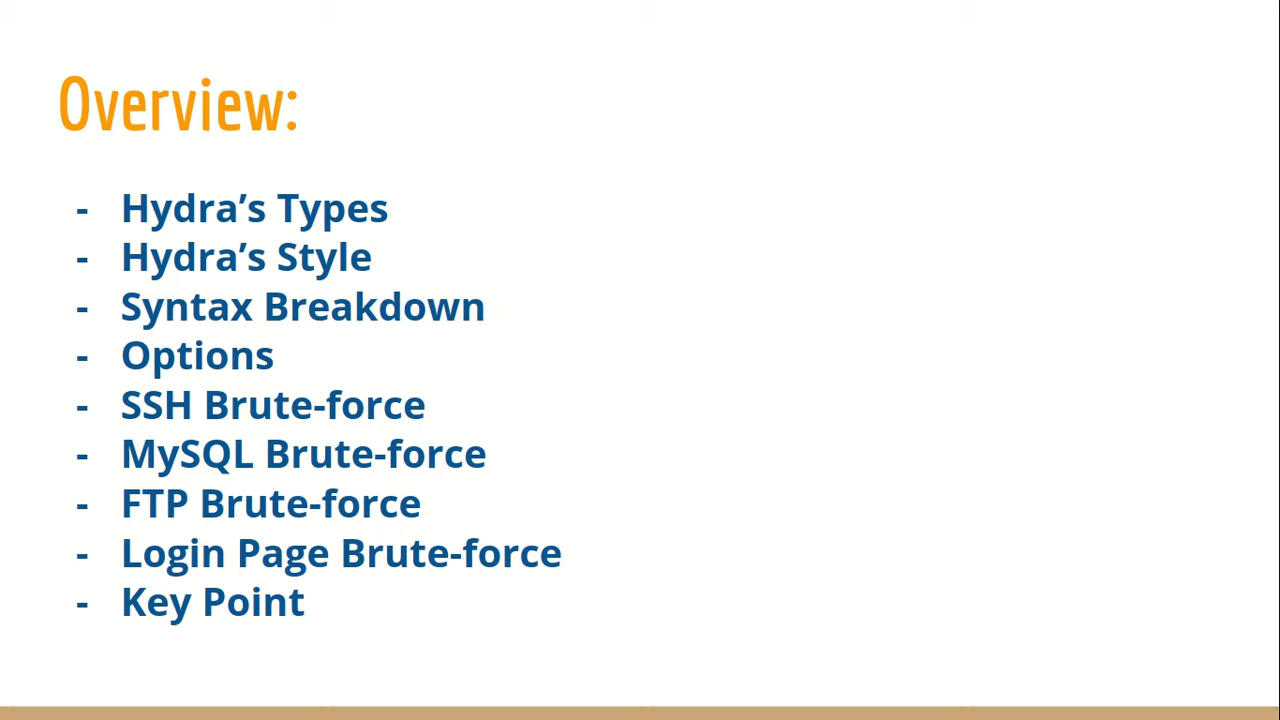 Overview:
- Hydra’s Types
- Hydra’s Style
- Syntax Breakdown
- Options
- SSH Brute-force
- MySQL Brute-force
- FTP Brute-force
- Login Page Brute-force
- Key Point